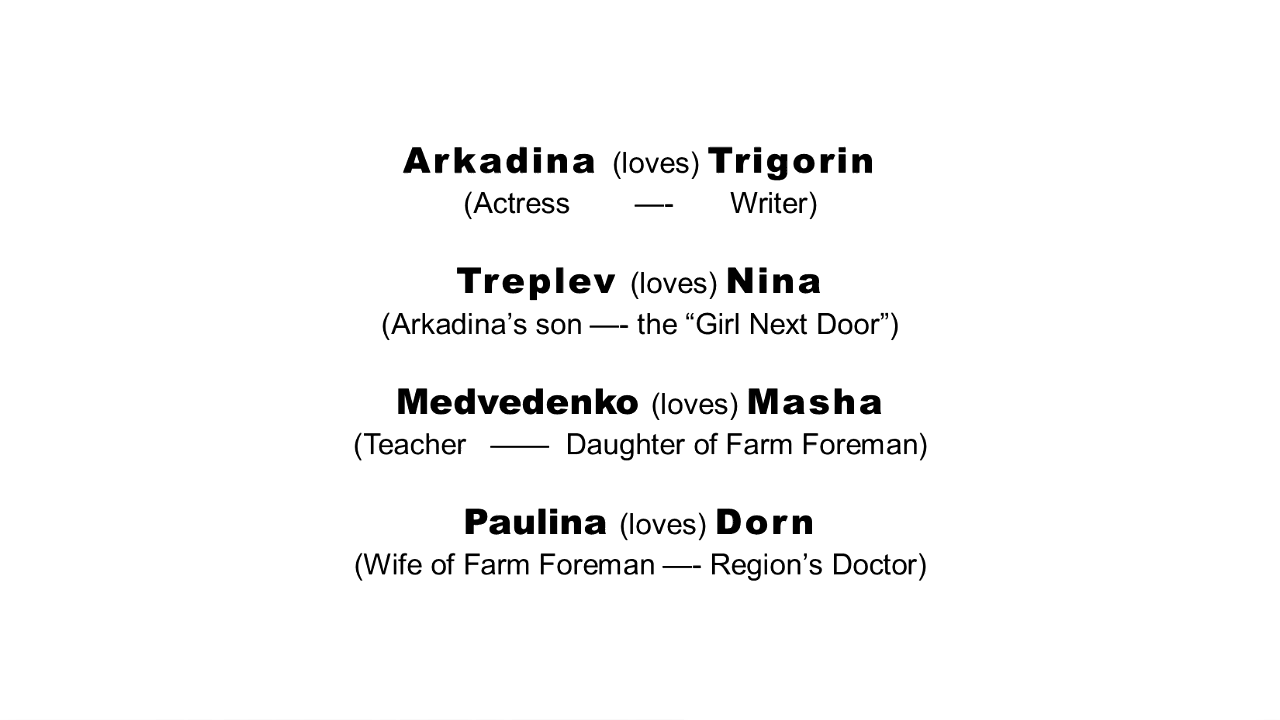 Arkadina (loves) Trigorin
(Actress —- Writer)
Treplev (loves) Nina
(Arkadina’s son —- the “Girl Next Door”)
Medvedenko (loves) Masha
(Teacher —— Daughter of Farm Foreman)
Paulina (loves) Dorn
(Wife of Farm Foreman —- Region’s Doctor)